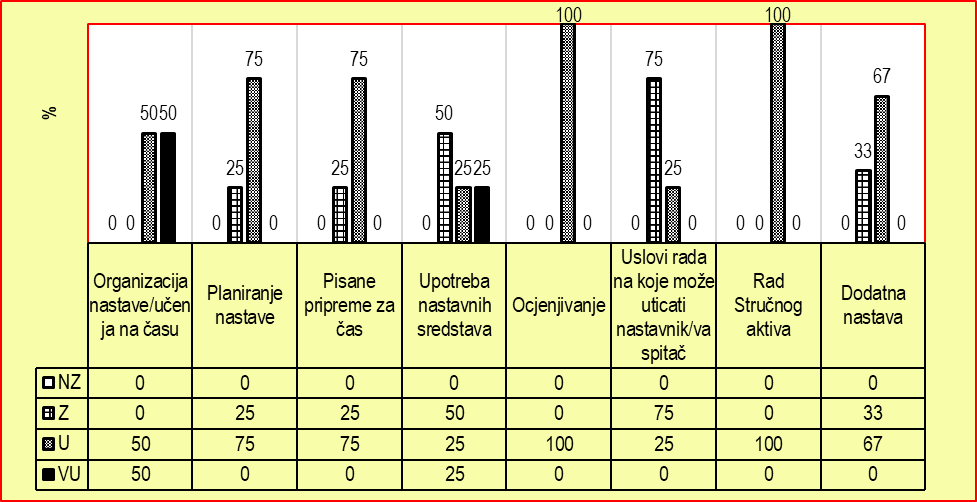 100 100
75 75 75
67
%
50 50 50
33
25 25 25 25 25
0 0 0 0 0 0 0 0 0 0 0 0 0 0 0 0 0 0
Organizacija
nastave/učen
ja na času
Planiranje
nastave
Pisane
pripreme za
čas
Upotreba
nastavnih
sredstava
Ocjenjivanje
Uslovi rada
na koje može
uticati
nastavnik/va
spitač
Rad
Stručnog
aktiva
Dodatna
nastava
NZ 0 0 0 0 0 0 0 0
Z 0 25 25 50 0 75 0 33
U 50 75 75 25 100 25 100 67
VU 50 0 0 25 0 0 0 0